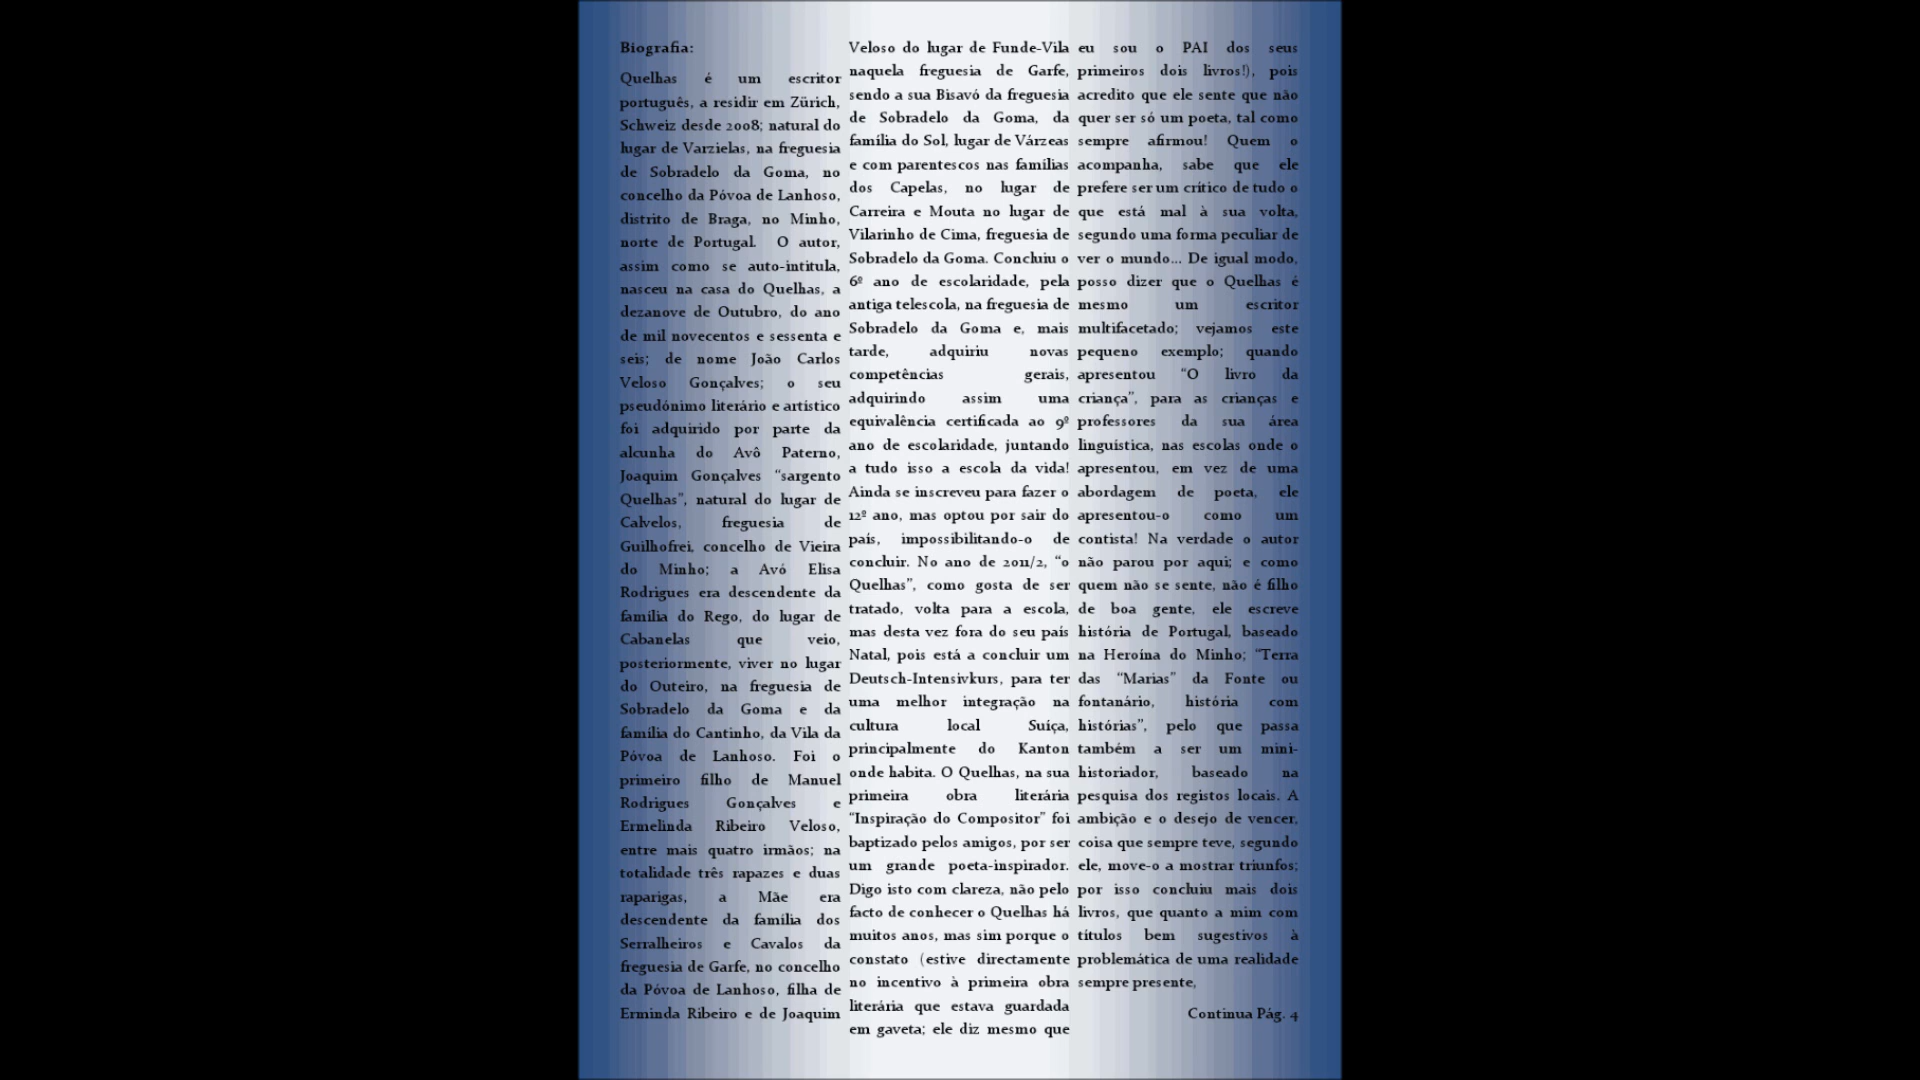 Biografia:
Quelhas é um escritor
português, a residir em Zürich,
Schweiz desde 2008; natural do
lugar de Varzielas, na freguesia
de Sobradelo da Goma, no
concelho da Póvoa de Lanhoso,
distrito de Braga, no Minho,
norte de Portugal. O autor,
assim como se auto-intitula,
nasceu na casa do Quelhas, a
dezanove de Outubro, do ano
de mil novecentos e sessenta e
seis; de nome João Carlos
Veloso Gonçalves; o seu
pseudónimo literário e artístico
foi adquirido por parte da
alcunha do Avô Paterno,
Joaquim Gonçalves “sargento
Quelhas”, natural do lugar de
Calvelos, freguesia de
Guilhofrei, concelho de Vieira
do Minho; a Avó Elisa
Rodrigues era descendente da
família do Rego, do lugar de
Cabanelas que veio,
posteriormente, viver no lugar
do Outeiro, na freguesia de
Sobradelo da Goma e da
família do Cantinho, da Vila da
Póvoa de Lanhoso. Foi o
primeiro filho de Manuel
Rodrigues Gonçalves e
Ermelinda Ribeiro Veloso,
entre mais quatro irmãos; na
totalidade três rapazes e duas
raparigas, a Mãe era
descendente da família dos
Serralheiros e Cavalos da
freguesia de Garfe, no concelho
da Póvoa de Lanhoso, filha de
Erminda Ribeiro e de Joaquim
Veloso do lugar de Funde-Vila
naquela freguesia de Garfe,
sendo a sua Bisavó da freguesia
de Sobradelo da Goma, da
família do Sol, lugar de Várzeas
e com parentescos nas famílias
dos Capelas, no lugar de
Carreira e Mouta no lugar de
Vilarinho de Cima, freguesia de
Sobradelo da Goma. Concluiu o
6º ano de escolaridade, pela
antiga telescola, na freguesia de
Sobradelo da Goma e, mais
tarde, adquiriu novas
competências gerais,
adquirindo assim uma
equivalência certificada ao 9º
ano de escolaridade, juntando
a tudo isso a escola da vida!
Ainda se inscreveu para fazer o
12º ano, mas optou por sair do
país, impossibilitando-o de
concluir. No ano de 2011/2, “o
Quelhas”, como gosta de ser
tratado, volta para a escola,
mas desta vez fora do seu país
Natal, pois está a concluir um
Deutsch-Intensivkurs, para ter
uma melhor integração na
cultura local Suíça,
principalmente do Kanton
onde habita. O Quelhas, na sua
primeira obra literária
“Inspiração do Compositor” foi
baptizado pelos amigos, por ser
um grande poeta-inspirador.
Digo isto com clareza, não pelo
facto de conhecer o Quelhas há
muitos anos, mas sim porque o
constato (estive directamente
no incentivo à primeira obra
literária que estava guardada
em gaveta; ele diz mesmo que
eu sou o PAI dos seus
primeiros dois livros!), pois
acredito que ele sente que não
quer ser só um poeta, tal como
sempre afirmou! Quem o
acompanha, sabe que ele
prefere ser um crítico de tudo o
que está mal à sua volta,
segundo uma forma peculiar de
ver o mundo... De igual modo,
posso dizer que o Quelhas é
mesmo um escritor
multifacetado; vejamos este
pequeno exemplo; quando
apresentou “O livro da
criança”, para as crianças e
professores da sua área
linguística, nas escolas onde o
apresentou, em vez de uma
abordagem de poeta, ele
apresentou-o como um
contista! Na verdade o autor
não parou por aqui; e como
quem não se sente, não é filho
de boa gente, ele escreve
história de Portugal, baseado
na Heroína do Minho; “Terra
das “Marias” da Fonte ou
fontanário, história com
histórias”, pelo que passa
também a ser um mini-
historiador, baseado na
pesquisa dos registos locais. A
ambição e o desejo de vencer,
coisa que sempre teve, segundo
ele, move-o a mostrar triunfos;
por isso concluiu mais dois
livros, que quanto a mim com
títulos bem sugestivos à
problemática de uma realidade
sempre presente,
Continua Pág. 4